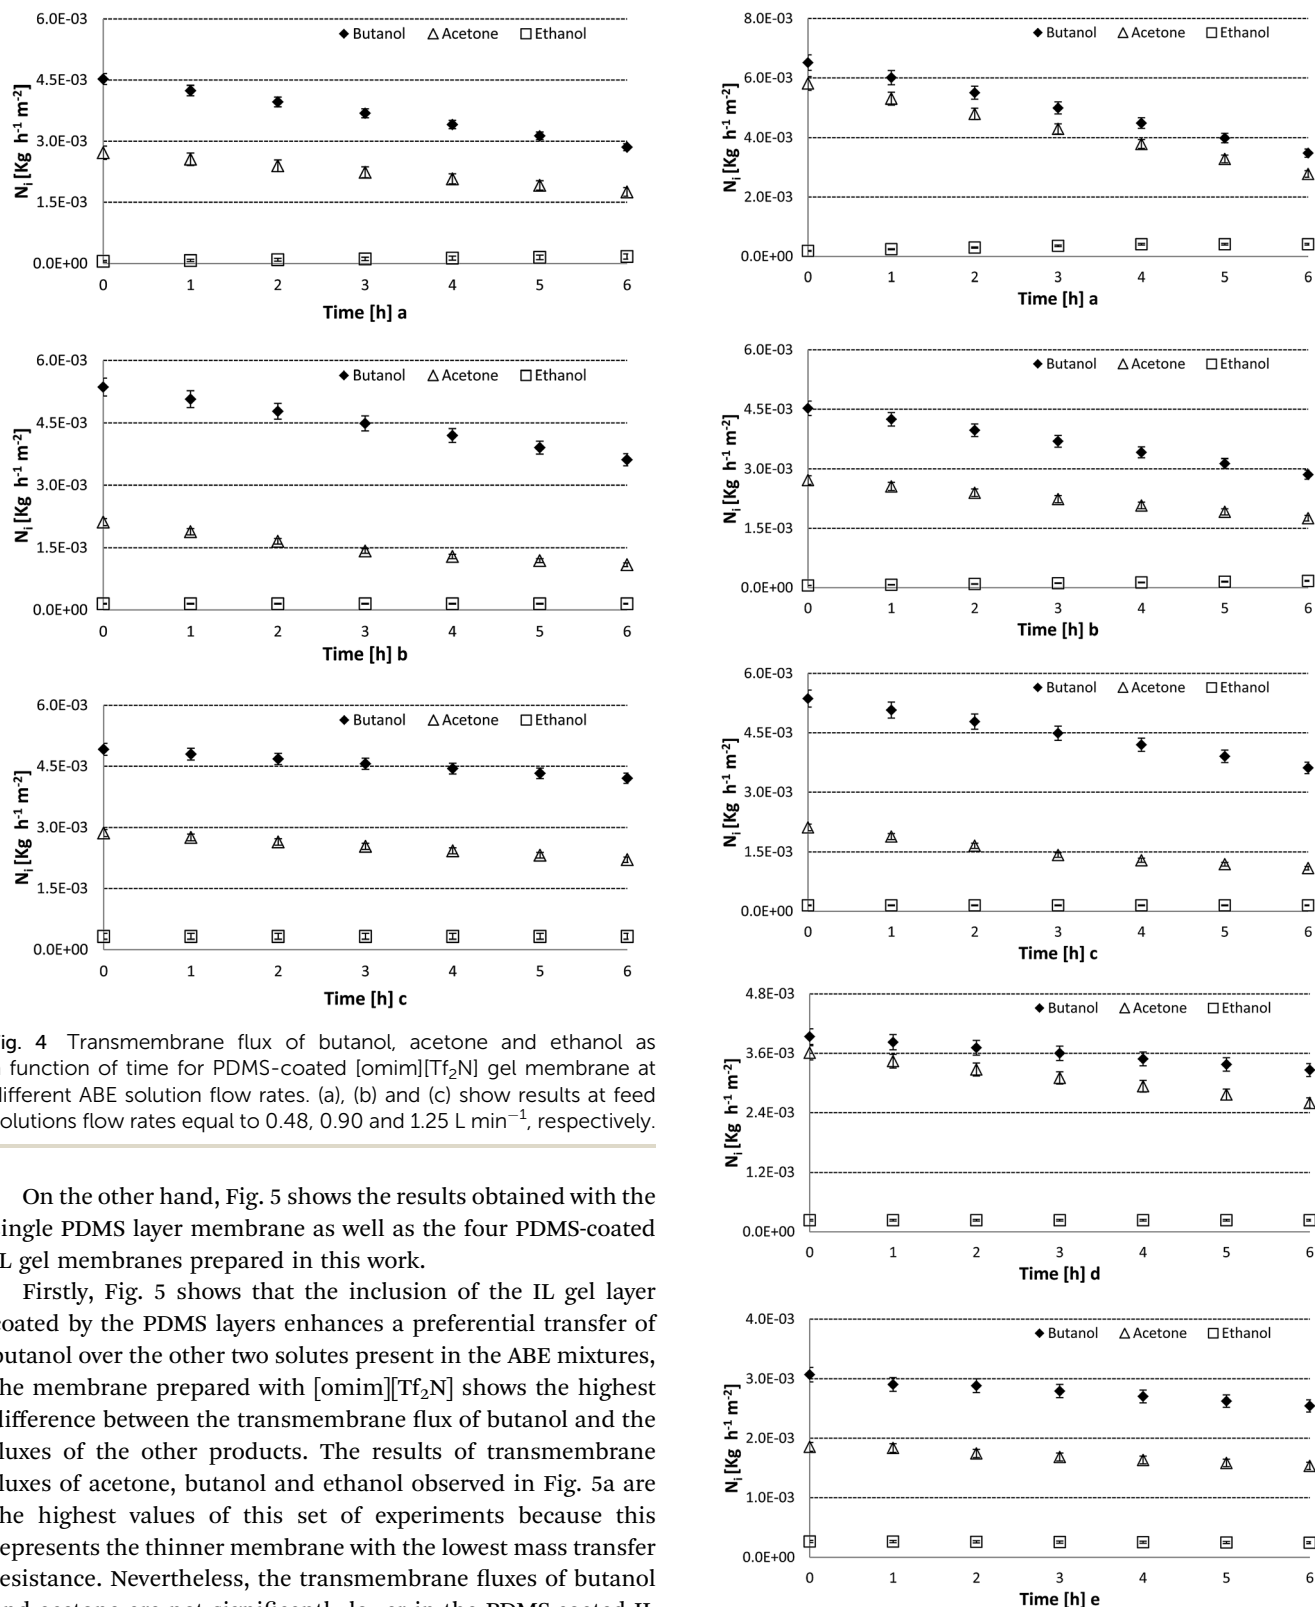 6.0E-03
4.5E-03
3.0E-03
1.5E-03
0.0E+00
Ni [Kg h-1 m-2]
◆ Butanol △ Acetone □ Ethanol
0 1 2 3 4 5 6
Time [h] a
6.0E-03
4.5E-03
3.0E-03
1.5E-03
0.0E+00
Ni [Kg h-1 m-2]
◆ Butanol △ Acetone □ Ethanol
0 1 2 3 4 5 6
Time [h] b
6.0E-03
4.5E-03
3.0E-03
1.5E-03
0.0E+00
Ni [Kg h-1 m-2]
◆ Butanol △ Acetone □ Ethanol
0 1 2 3 4 5 6
Time [h] c
ig. 4 Transmembrane flux of butanol, acetone and ethanol as
function of time for PDMS-coated [omim][Tf2N] gel membrane at
ifferent ABE solution flow rates. (a), (b) and (c) show results at feed
olutions flow rates equal to 0.48, 0.90 and 1.25 L min−1, respectively.
On the other hand, Fig. 5 shows the results obtained with the
ingle PDMS layer membrane as well as the four PDMS-coated
L gel membranes prepared in this work.
Firstly, Fig. 5 shows that the inclusion of the IL gel layer
oated by the PDMS layers enhances a preferential transfer of
butanol over the other two solutes present in the ABE mixtures,
he membrane prepared with [omim][Tf2N] shows the highest
ifference between the transmembrane flux of butanol and the
luxes of the other products. The results of transmembrane
luxes of acetone, butanol and ethanol observed in Fig. 5a are
he highest values of this set of experiments because this
epresents the thinner membrane with the lowest mass transfer
esistance. Nevertheless, the transmembrane fluxes of butanol
8.0E-03
6.0E-03
4.0E-03
2.0E-03
0.0E+00
Ni [Kg h-1 m-2]
◆ Butanol △ Acetone □ Ethanol
0 1 2 3 4 5 6
Time [h] a
6.0E-03
4.5E-03
3.0E-03
1.5E-03
0.0E+00
Ni [Kg h-1 m-2]
◆ Butanol △ Acetone □ Ethanol
0 1 2 3 4 5 6
Time [h] b
6.0E-03
4.5E-03
3.0E-03
1.5E-03
0.0E+00
Ni [Kg h-1 m-2]
◆ Butanol △ Acetone □ Ethanol
0 1 2 3 4 5 6
Time [h] c
4.8E-03
3.6E-03
2.4E-03
1.2E-03
0.0E+00
Ni [Kg h-1 m-2]
◆ Butanol △ Acetone □ Ethanol
0 1 2 3 4 5 6
Time [h] d
4.0E-03
3.0E-03
2.0E-03
1.0E-03
0.0E+00
Ni [Kg h-1 m-2]
◆ Butanol △ Acetone □ Ethanol
0 1 2 3 4 5 6
Time [h] e